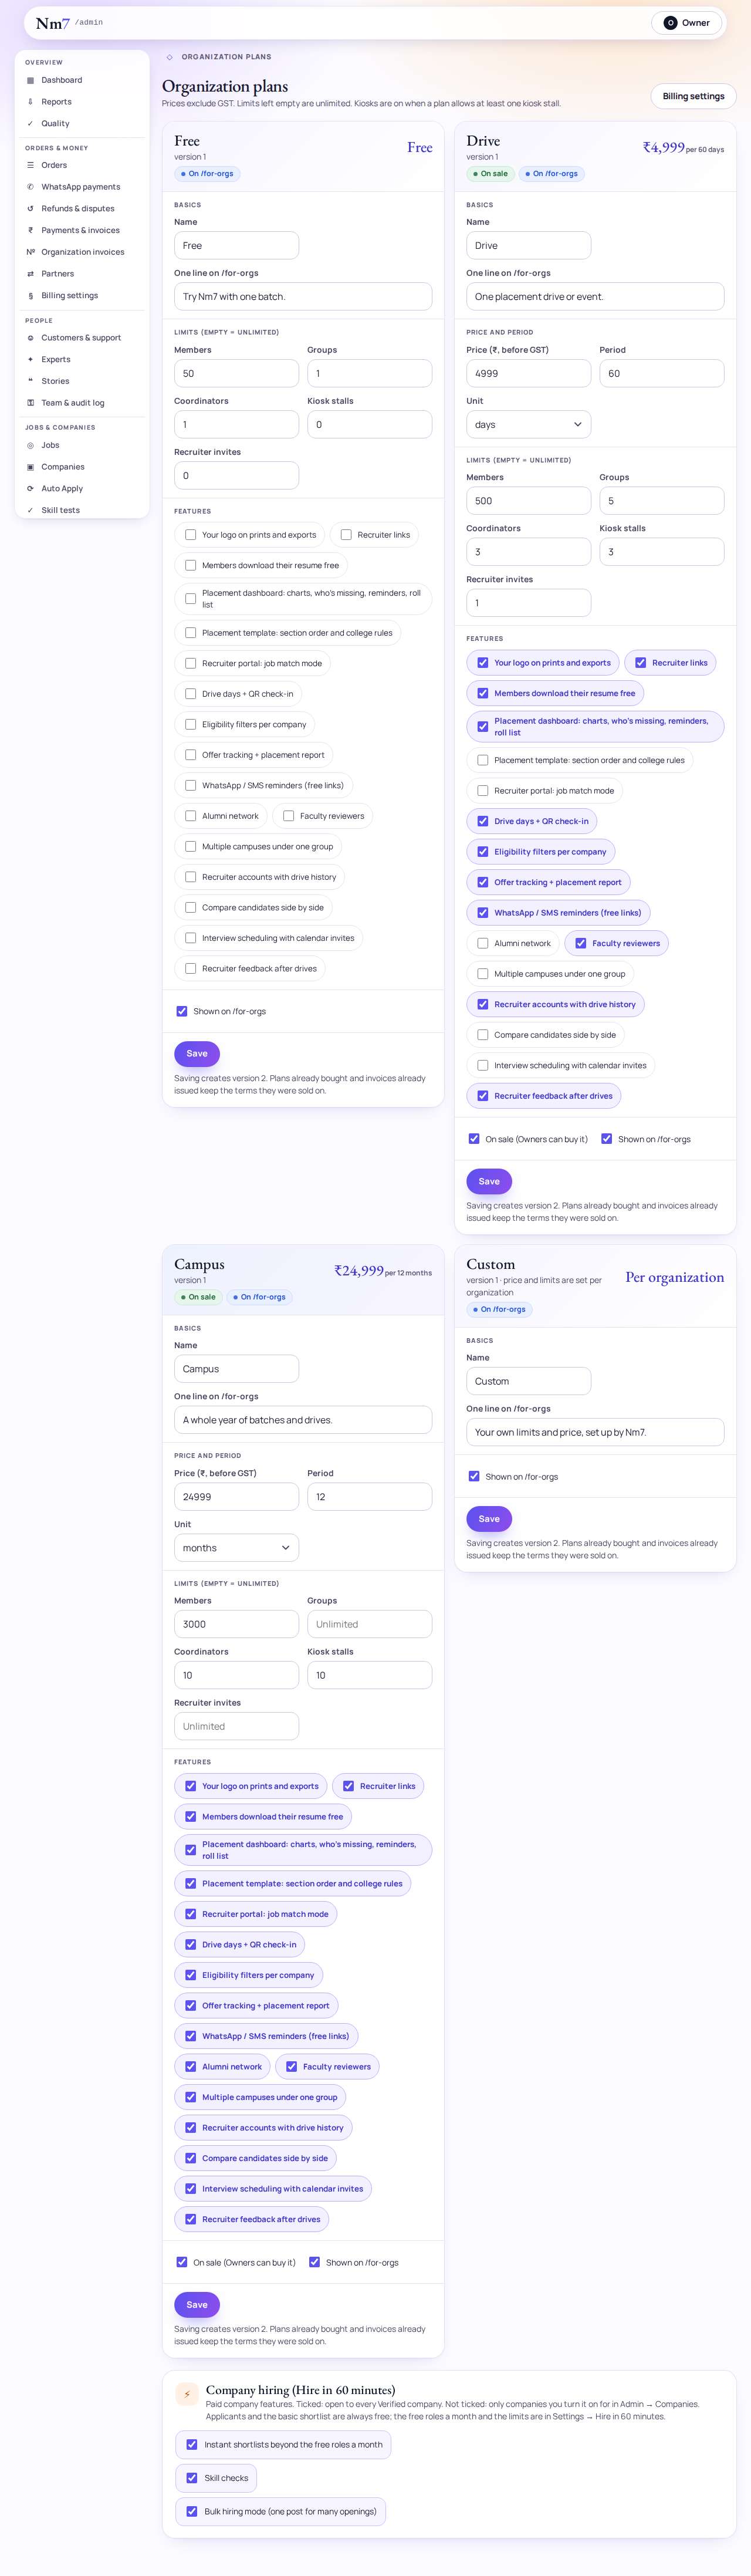 Nm7 /admin
O Owner
OVERVIEW
Dashboard
Reports
Quality
ORDERS & MONEY
Orders
WhatsApp payments
Refunds & disputes
₹ Payments & invoices
№ Organization invoices
Partners
§ Billing settings
PEOPLE
Customers & support
Experts
Stories
Team & audit log
JOBS & COMPANIES
Jobs
Companies
Auto Apply
Skill tests
ORGANIZATION PLANS
Organization plans
Prices exclude GST. Limits left empty are unlimited. Kiosks are on when a plan allows at least one kiosk stall.
Billing settings
Free
version 1
Free
On /for-orgs
BASICS
Name
Free
One line on /for-orgs
Try Nm7 with one batch.
LIMITS (EMPTY = UNLIMITED)
Members
Groups
50
1
Coordinators
Kiosk stalls
1
0
Recruiter invites
0
FEATURES
Your logo on prints and exports
Recruiter links
Members download their resume free
Placement dashboard: charts, who's missing, reminders, roll
list
Placement template: section order and college rules
Recruiter portal: job match mode
Drive days + QR check-in
Eligibility filters per company
Offer tracking + placement report
WhatsApp / SMS reminders (free links)
Alumni network
Faculty reviewers
Multiple campuses under one group
Recruiter accounts with drive history
Compare candidates side by side
Interview scheduling with calendar invites
Recruiter feedback after drives
Shown on /for-orgs
Save
Saving creates version 2. Plans already bought and invoices already
issued keep the terms they were sold on.
Drive
version 1
₹4,999 per 60 days
On sale
On /for-orgs
BASICS
Name
Drive
One line on /for-orgs
One placement drive or event.
PRICE AND PERIOD
Price (₹, before GST)
Period
4999
60
Unit
days
LIMITS (EMPTY = UNLIMITED)
Members
Groups
500
5
Coordinators
Kiosk stalls
3
3
Recruiter invites
1
FEATURES
Your logo on prints and exports
Recruiter links
Members download their resume free
Placement dashboard: charts, who's missing, reminders,
roll list
Placement template: section order and college rules
Recruiter portal: job match mode
Drive days + QR check-in
Eligibility filters per company
Offer tracking + placement report
WhatsApp / SMS reminders (free links)
Alumni network
Faculty reviewers
Multiple campuses under one group
Recruiter accounts with drive history
Compare candidates side by side
Interview scheduling with calendar invites
Recruiter feedback after drives
On sale (Owners can buy it)
Shown on /for-orgs
Save
Saving creates version 2. Plans already bought and invoices already
issued keep the terms they were sold on.
Campus
version 1
₹24,999 per 12 months
On sale
On /for-orgs
BASICS
Name
Campus
One line on /for-orgs
A whole year of batches and drives.
PRICE AND PERIOD
Price (₹, before GST)
Period
24999
12
Unit
months
LIMITS (EMPTY = UNLIMITED)
Members
Groups
3000
Unlimited
Coordinators
Kiosk stalls
10
10
Recruiter invites
Unlimited
FEATURES
Your logo on prints and exports
Recruiter links
Members download their resume free
Placement dashboard: charts, who's missing, reminders,
roll list
Placement template: section order and college rules
Recruiter portal: job match mode
Drive days + QR check-in
Eligibility filters per company
Offer tracking + placement report
WhatsApp / SMS reminders (free links)
Alumni network
Faculty reviewers
Multiple campuses under one group
Recruiter accounts with drive history
Compare candidates side by side
Interview scheduling with calendar invites
Recruiter feedback after drives
On sale (Owners can buy it)
Shown on /for-orgs
Save
Saving creates version 2. Plans already bought and invoices already
issued keep the terms they were sold on.
Custom
version 1 · price and limits are set per
organization
Per organization
On /for-orgs
BASICS
Name
Custom
One line on /for-orgs
Your own limits and price, set up by Nm7.
Shown on /for-orgs
Save
Saving creates version 2. Plans already bought and invoices already
issued keep the terms they were sold on.
Company hiring (Hire in 60 minutes)
Paid company features. Ticked: open to every Verified company. Not ticked: only companies you turn it on for in Admin → Companies.
Applicants and the basic shortlist are always free; the free roles a month and the limits are in Settings → Hire in 60 minutes.
Instant shortlists beyond the free roles a month
Skill checks
Bulk hiring mode (one post for many openings)